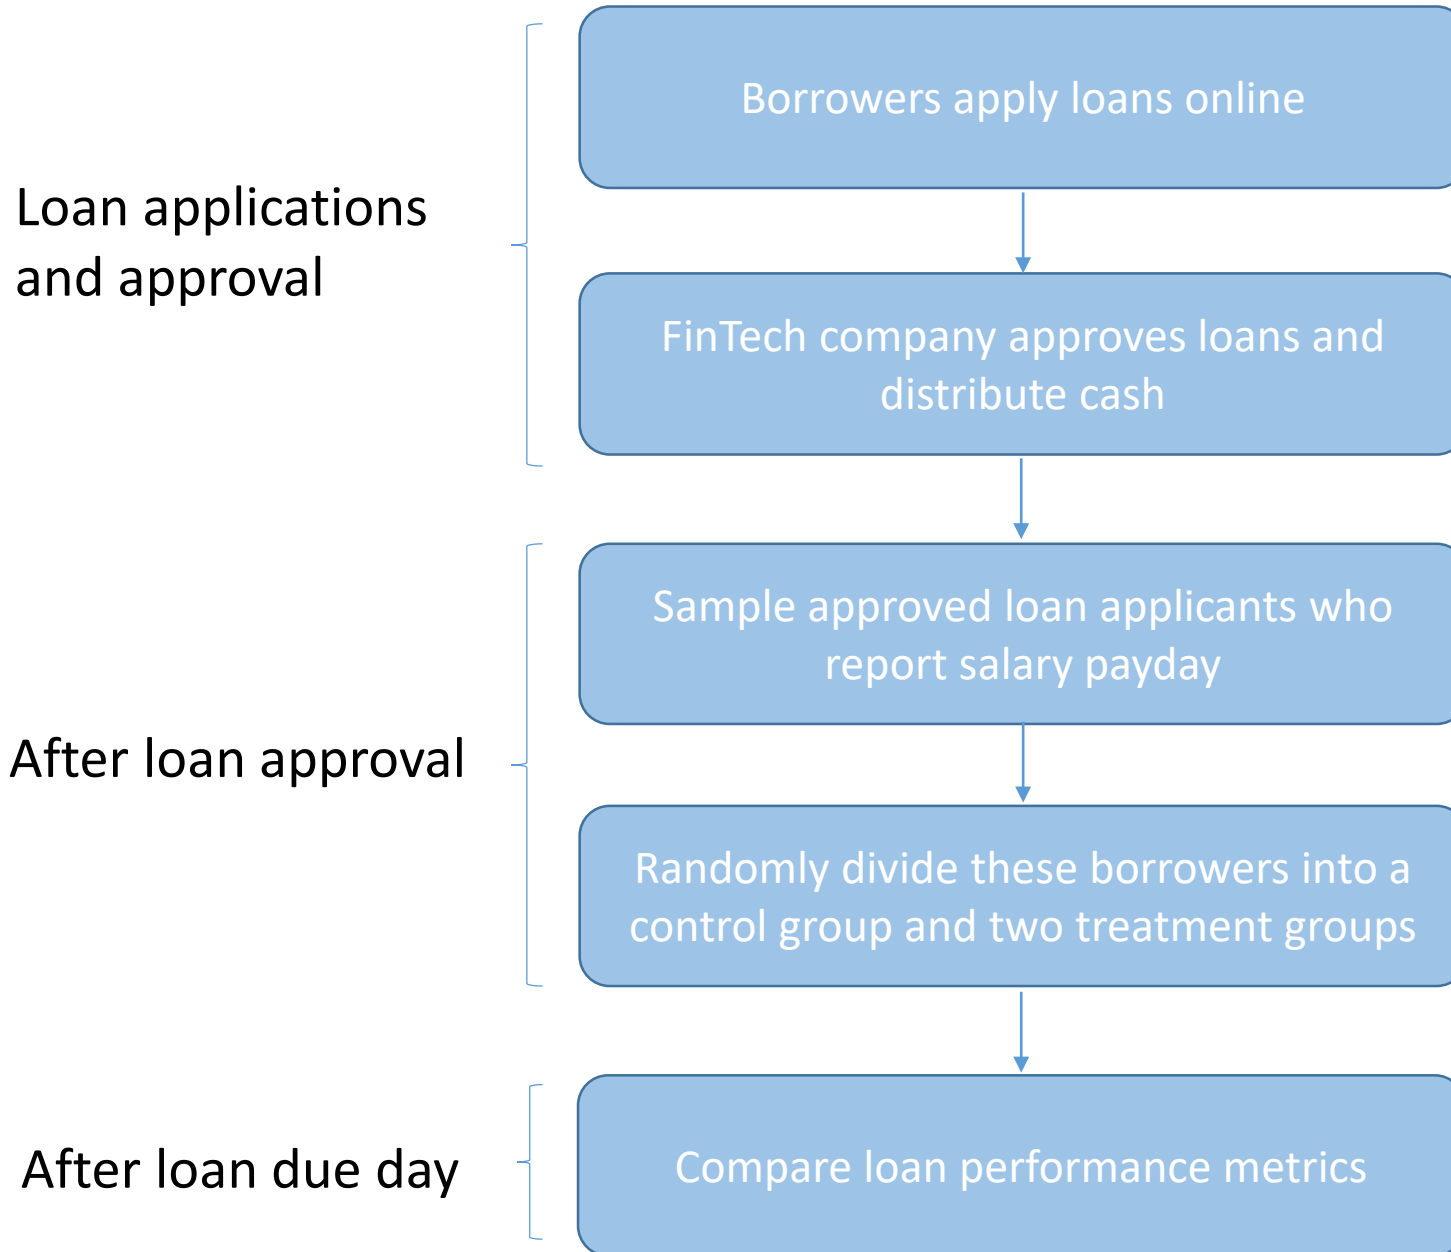 Loan applications
and approval
Borrowers apply loans online
FinTech company approves loans and
distribute cash
After loan approval
Sample approved loan applicants who
report salary payday
Randomly divide these borrowers into a
control group and two treatment groups
After loan due day
Compare loan performance metrics